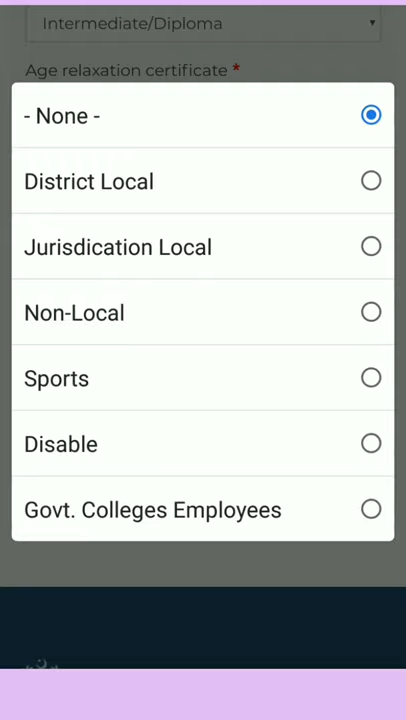 Intermediate/Diploma
Age relaxation certificate *
- None -
District Local
Jurisdication Local
Non-Local
Sports
Disable
Govt. Colleges Employees